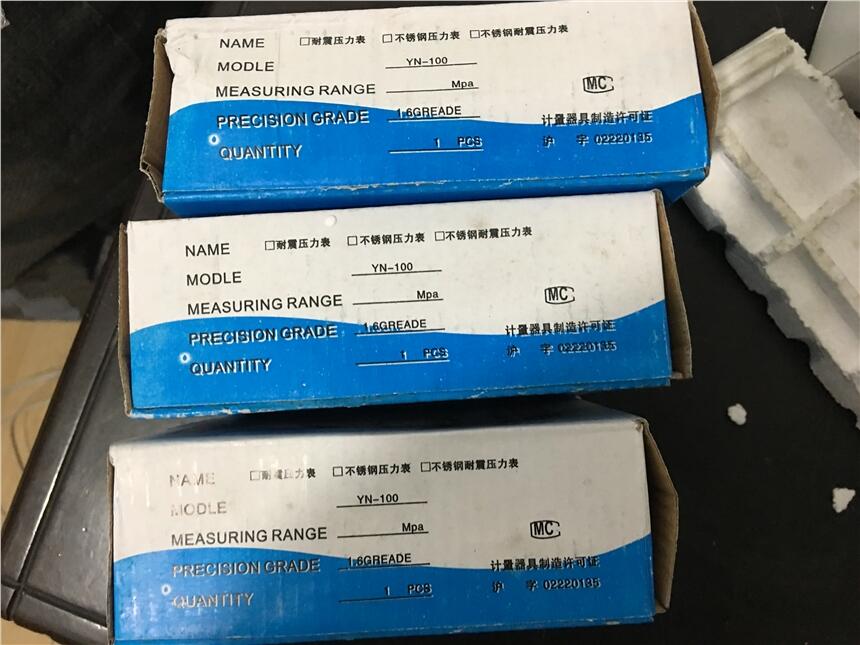 NAME □耐震压力表 □不锈钢压力表 □不锈钢耐震压力表
MODLE YN-100
MEASURING RANGE Mpa
MC
PRECISION GRADE 1.6GREADE 计量器具制造许可证
QUANTITY 1 PCS 沪 字 02220135
NAME □耐震压力表 □不锈钢压力表 □不锈钢耐震压力表
MODLE YN-100
MEASURING RANGE Mpa
MC
PRECISION GRADE 1.6GREADE 计量器具制造许可证
QUANTITY 1 PCS 沪 字 02220135
NAME □耐震压力表 □不锈钢压力表 □不锈钢耐震压力表
MODLE YN-100
MEASURING RANGE Mpa
MC
PRECISION GRADE 1.6GREADE 计量器具制造许可证
QUANTITY 1 PCS 沪 字 02220135